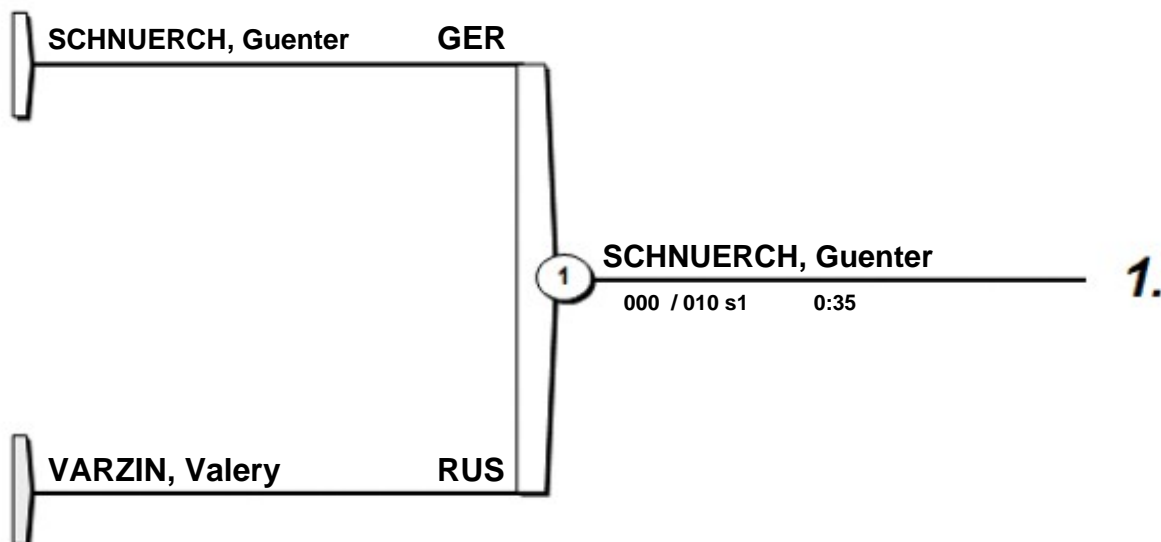 SCHNUERCH, Guenter GER
1 SCHNUERCH, Guenter 1.
000 / 010 s1 0:35
VARZIN, Valery RUS